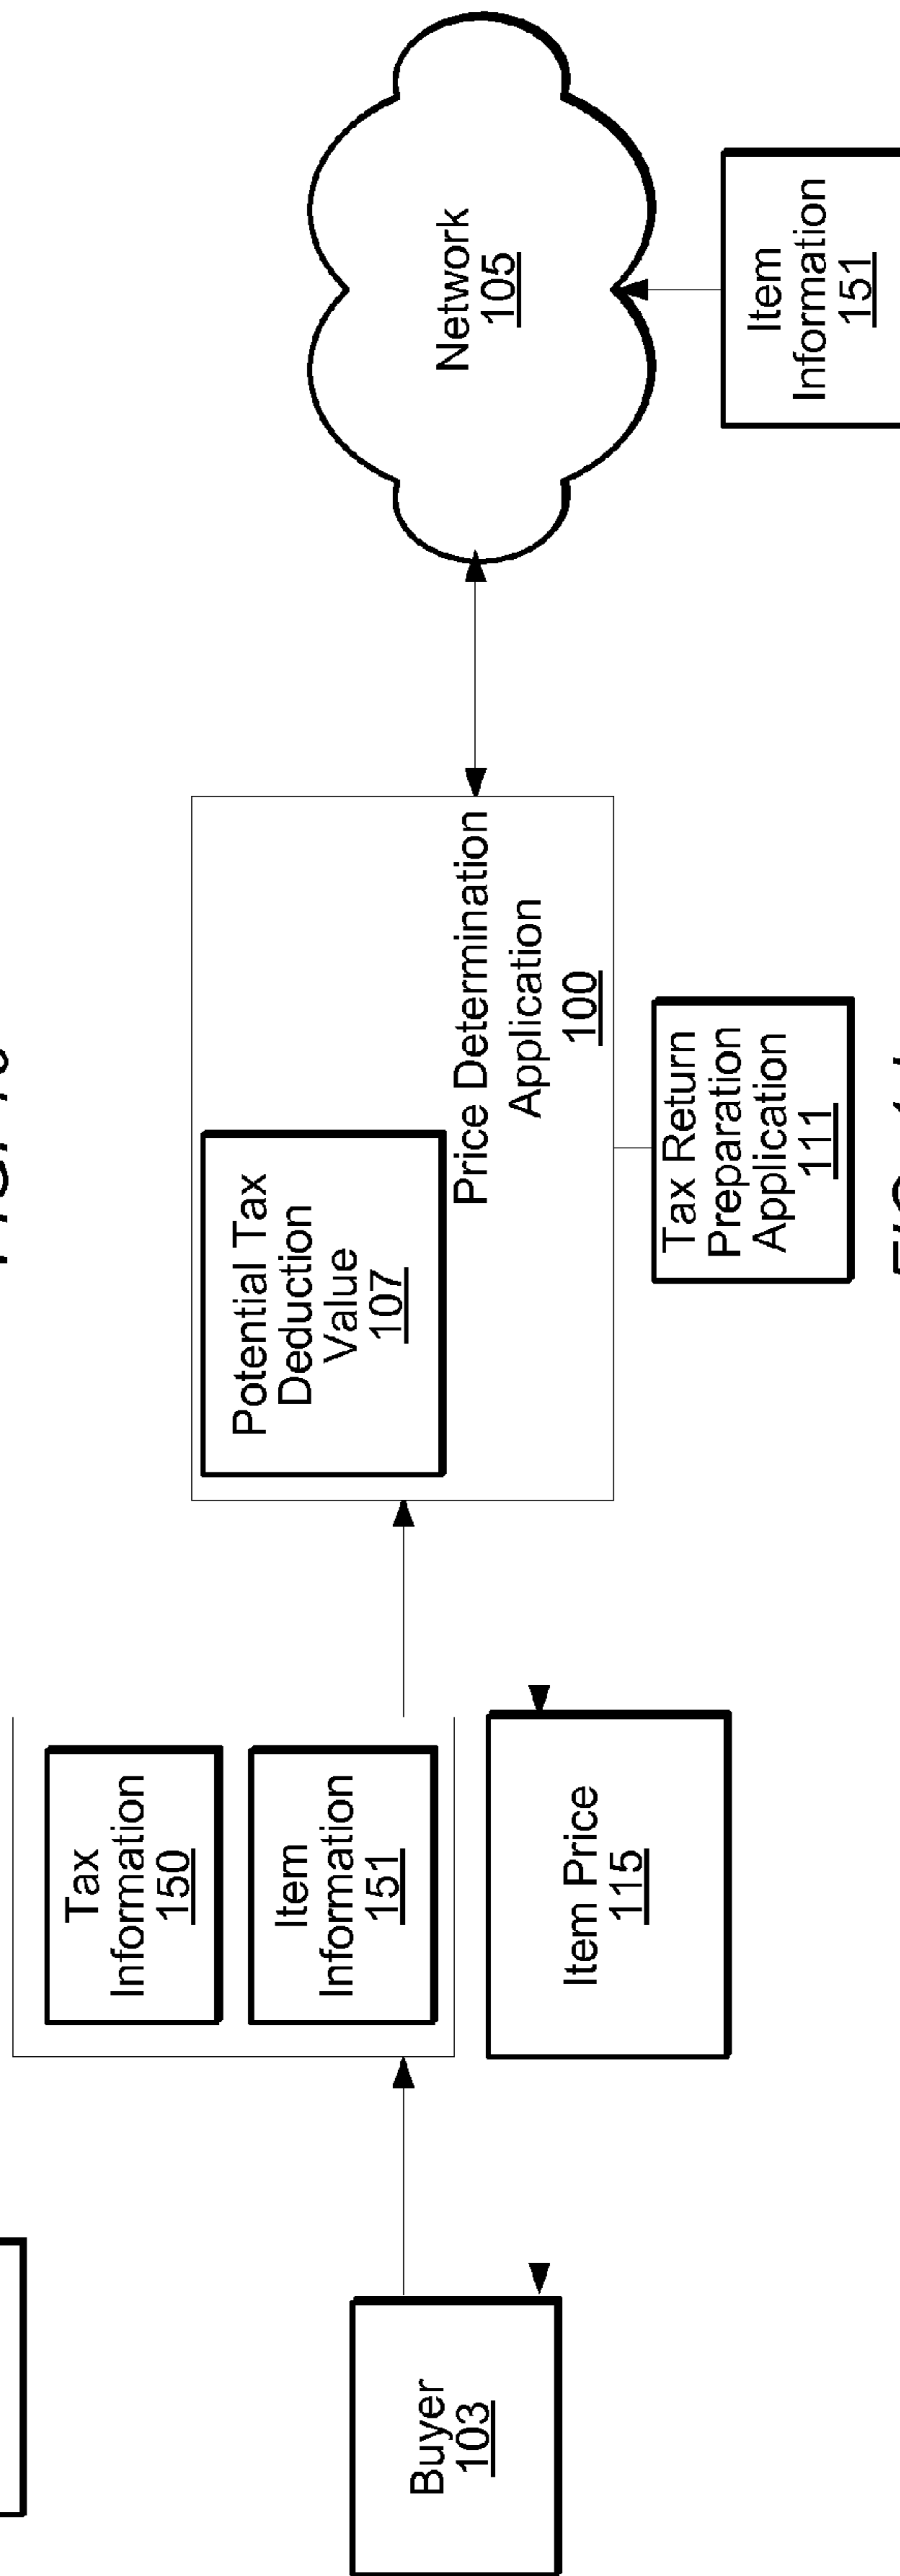 Buyer
103
Tax
Information
150
Item
Information
151
Item Price
115
Potential Tax
Deduction
Value
107
Price Determination
Application
100
Tax Return
Preparation
Application
111
Network
105
Item
Information
151